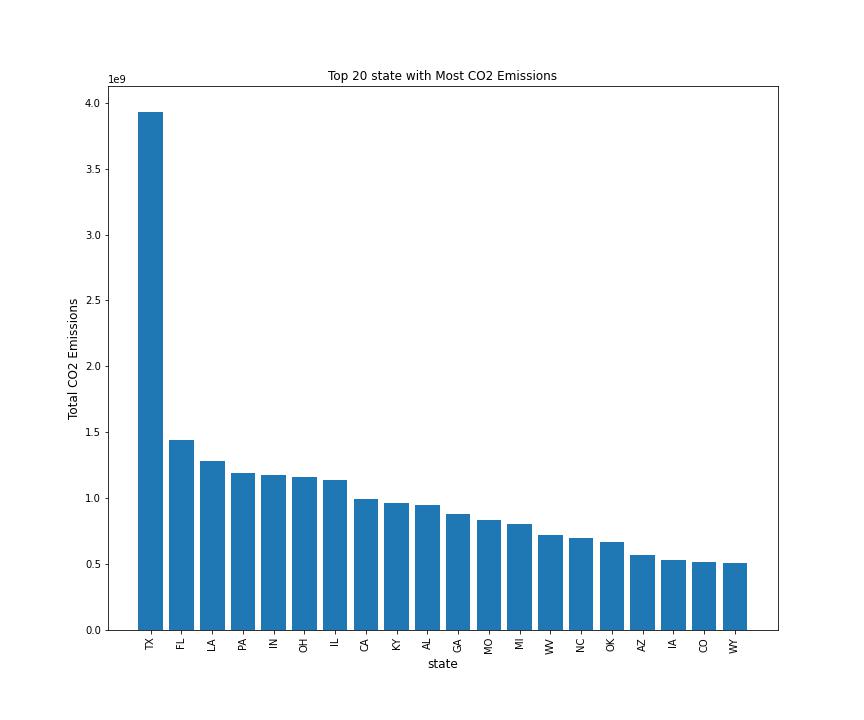 Top 20 state with Most CO2 Emissions
1e9
4.0
3.5
3.0
2.5
2.0
1.5
1.0
0.5
0.0
Total CO2 Emissions
TX
FL
LA
PA
IN
OH
IL
CA
KY
AL
GA
MO
MI
WV
NC
OK
AZ
IA
CO
WY
state